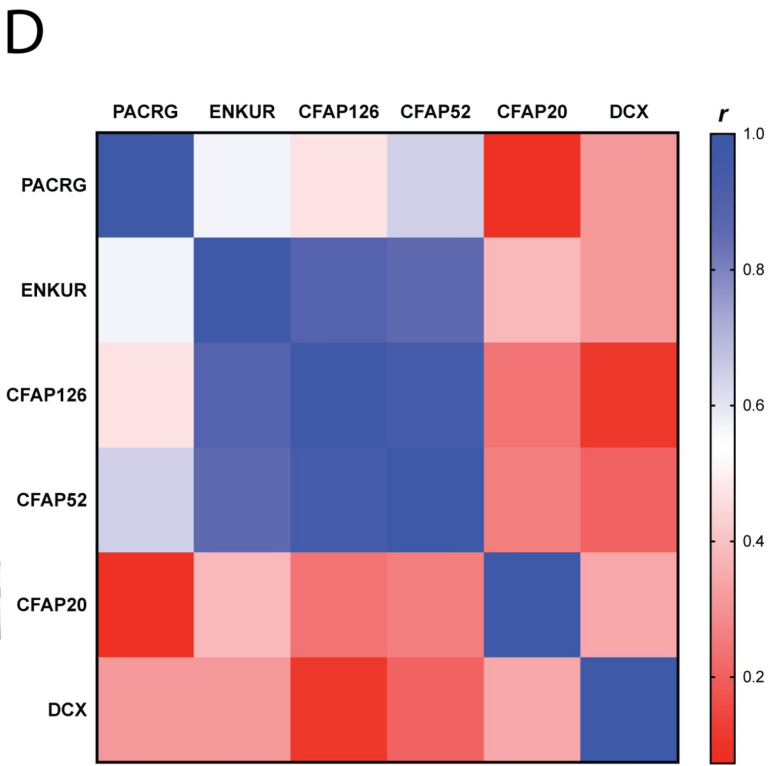 D
PACRG ENKUR CFAP126 CFAP52 CFAP20 DCX r
1.0
PACRG
0.8
ENKUR
0.6
CFAP126
CFAP52
0.4
CFAP20
0.2
DCX